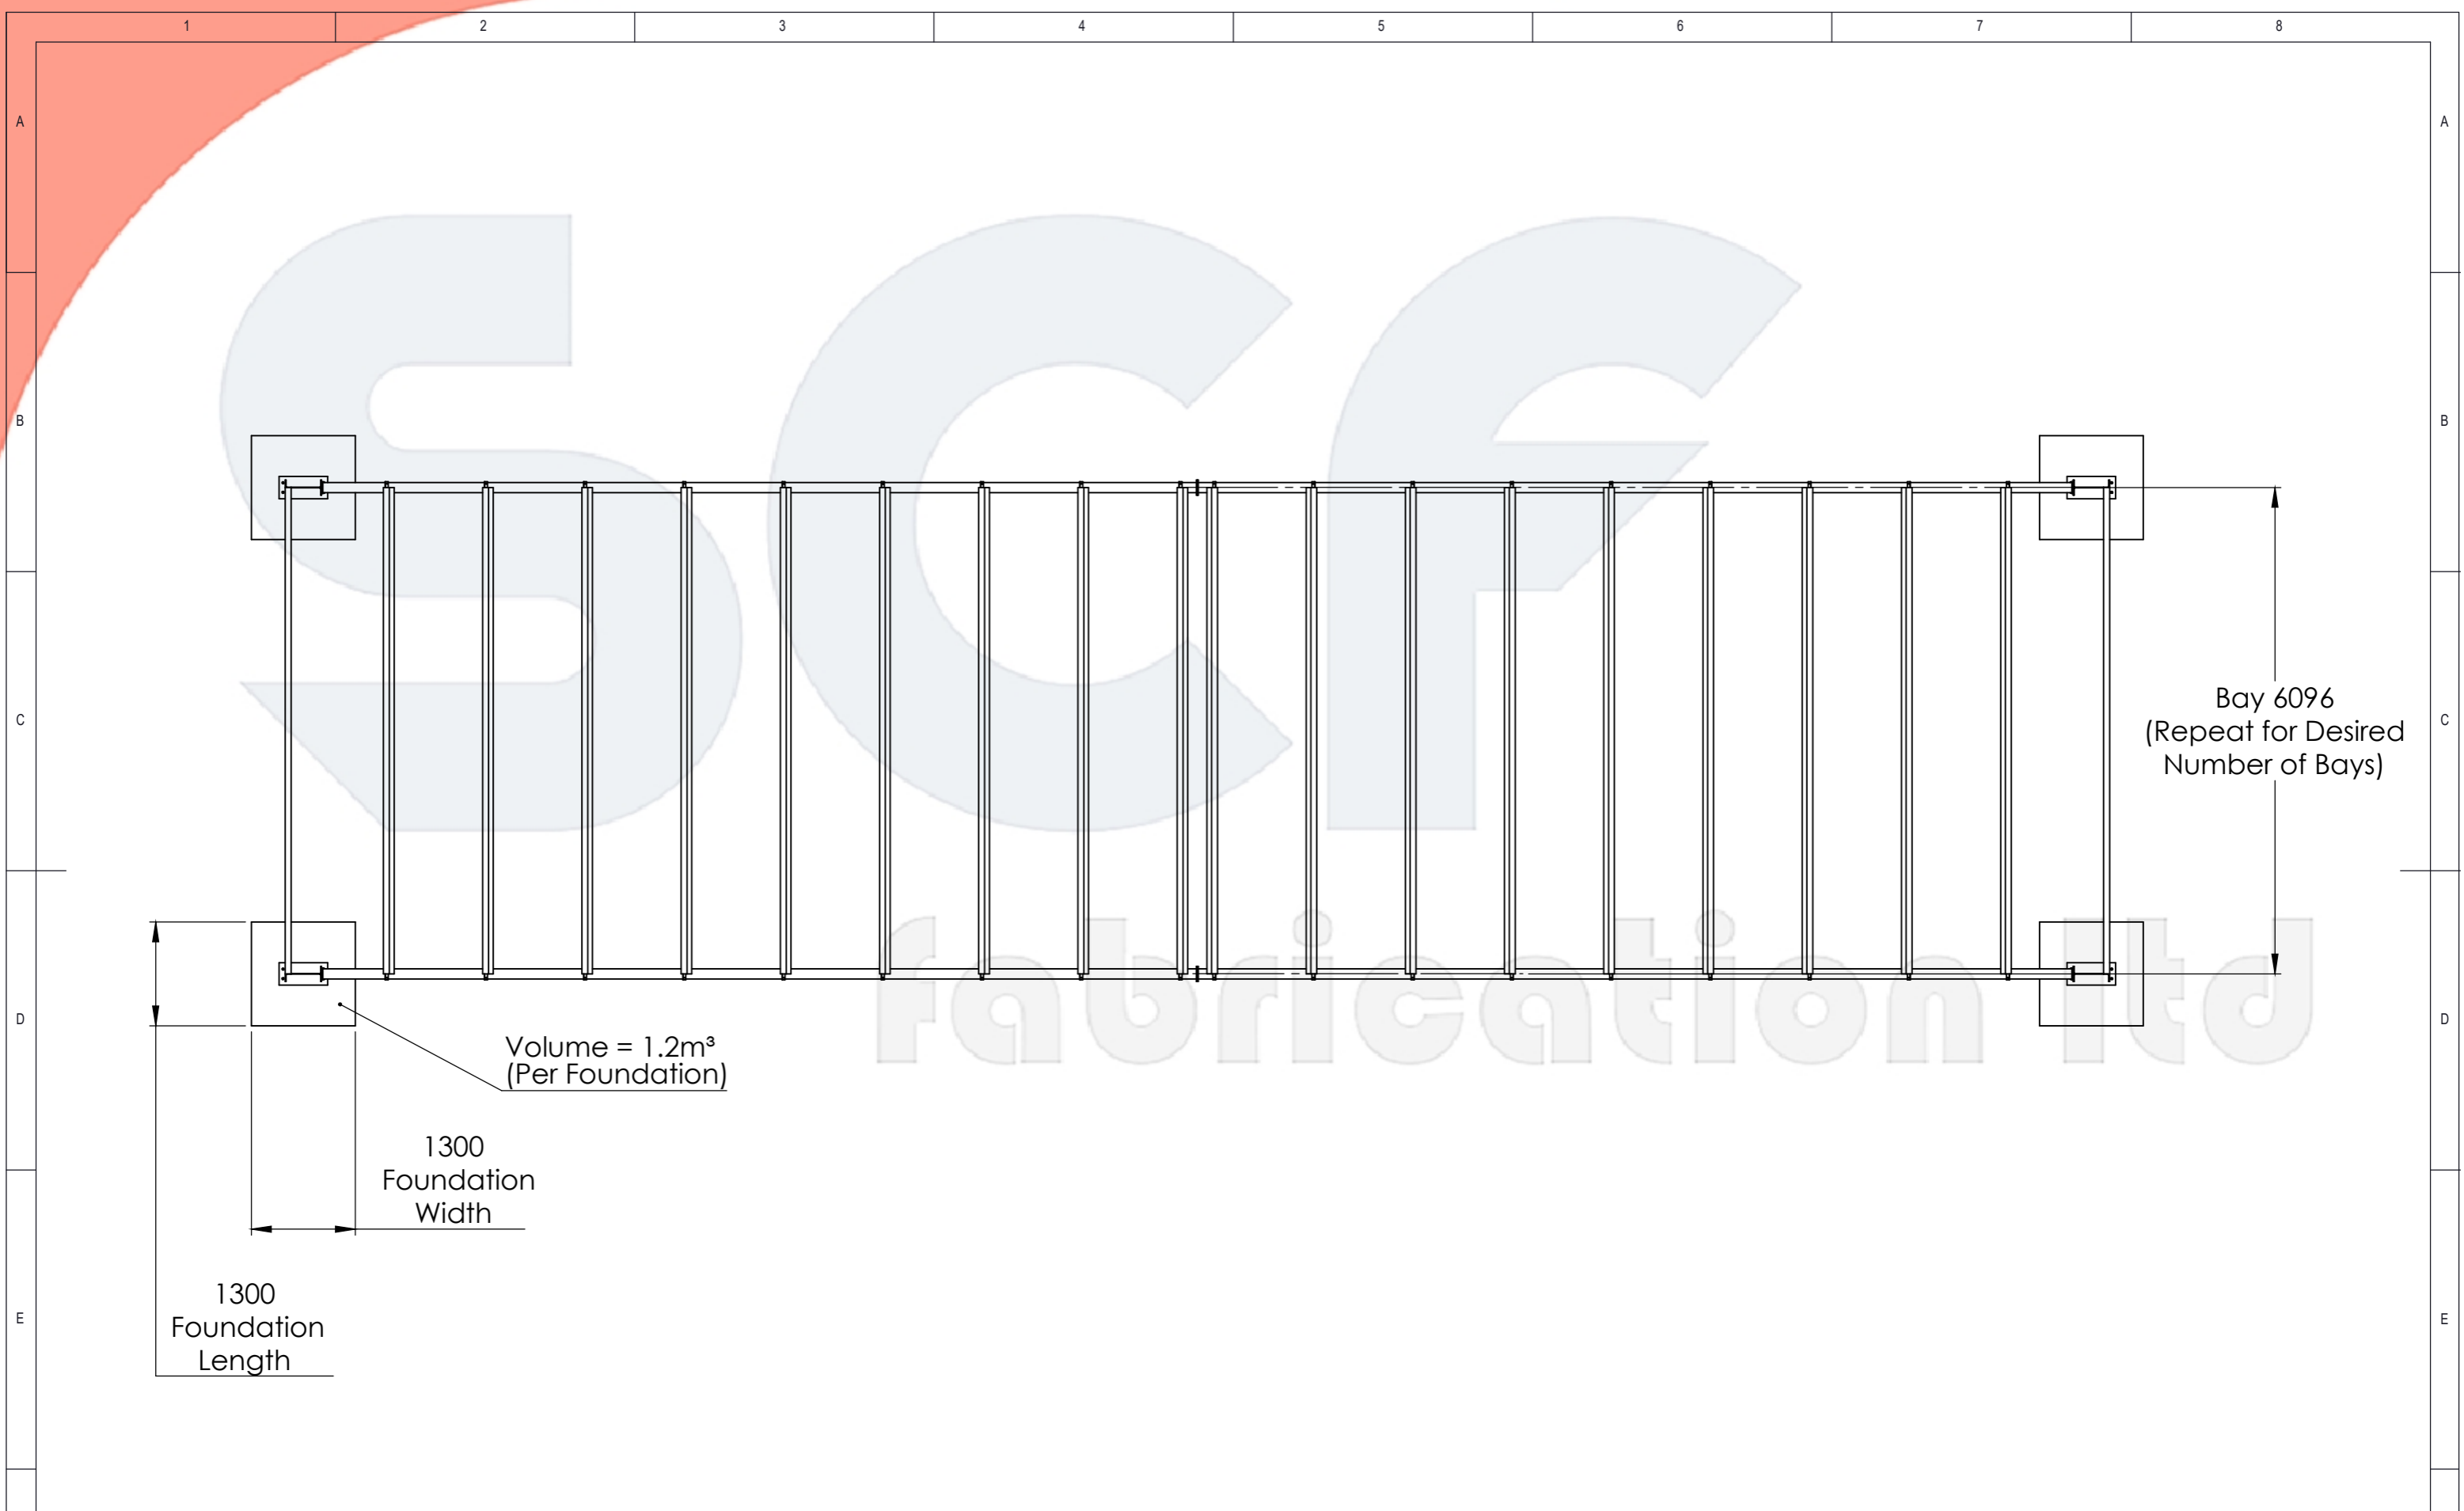 1 2 3 4 5 6 7 8
A A
B B
SCF
Bay 6096
(Repeat for Desired
Number of Bays)
C C
fabrication ltd
D D
Volume = 1.2m³
(Per Foundation)
1300
Foundation
Width
1300
Foundation
Length
E E